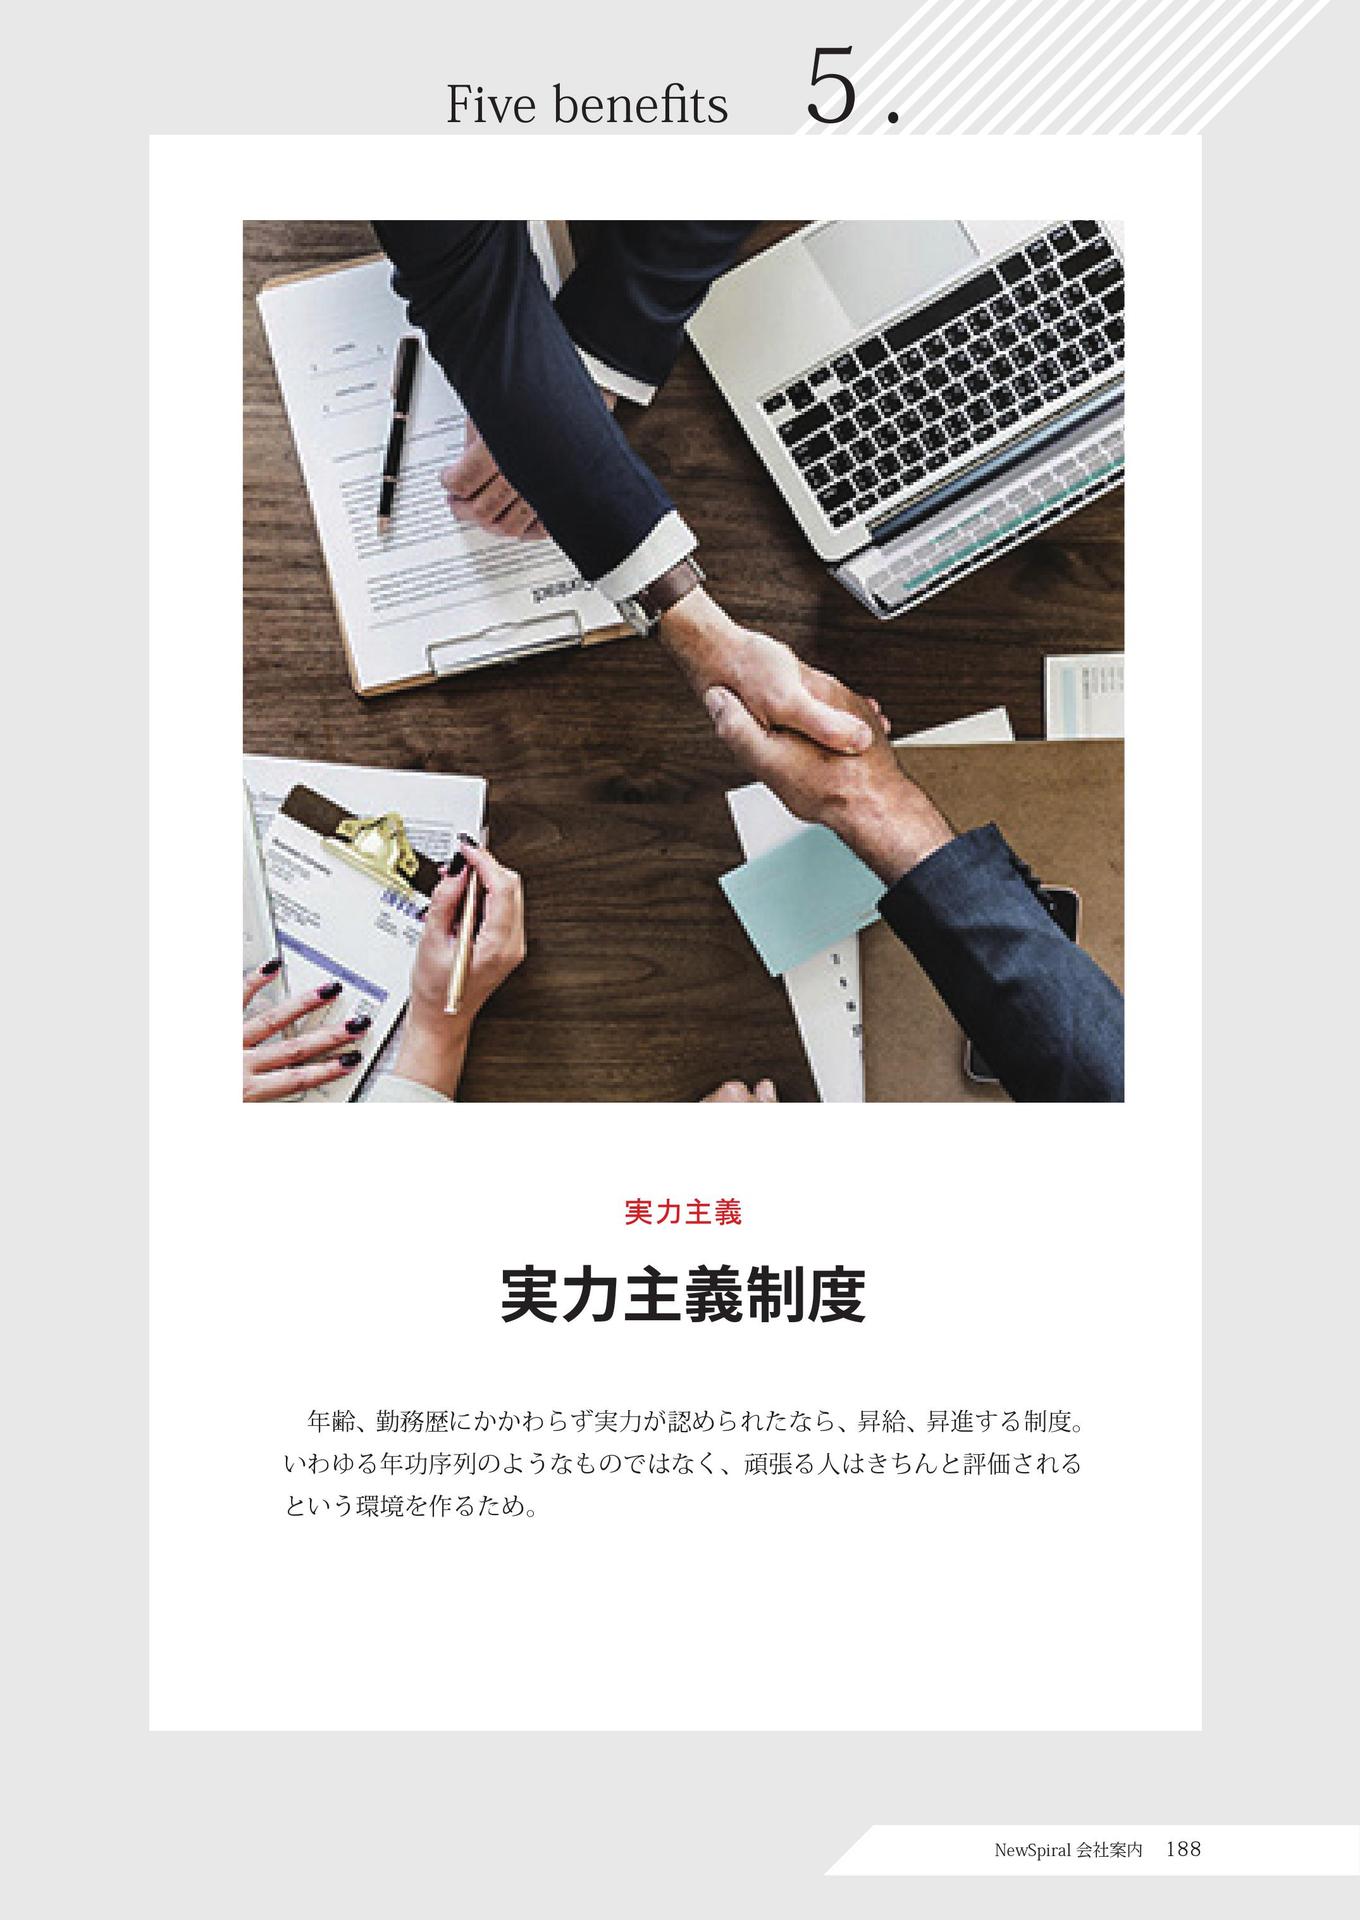 Five benefits 5.
Contract
実力主義
実力主義制度
年齢、勤務歴にかかわらず実力が認められたなら、昇給、昇進する制度。
いわゆる年功序列のようなものではなく、頑張る人はきちんと評価される
という環境を作るため。
NewSpiral 会社案内 188